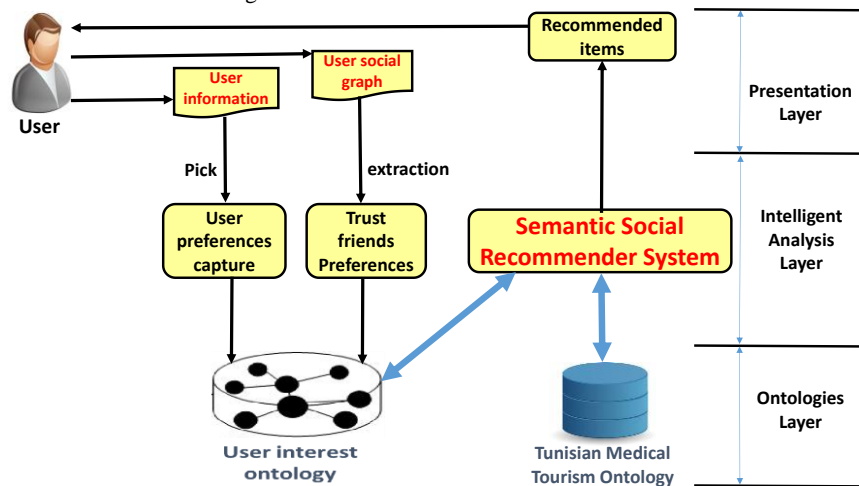 Recommended
items
User social
graph
User
information
User
Presentation
Layer
Pick
extraction
User
preferences
capture
Trust
friends
Preferences
Semantic Social
Recommender System
Intelligent
Analysis
Layer
Ontologies
Layer
User interest
ontology
Tunisian Medical
Tourism Ontology